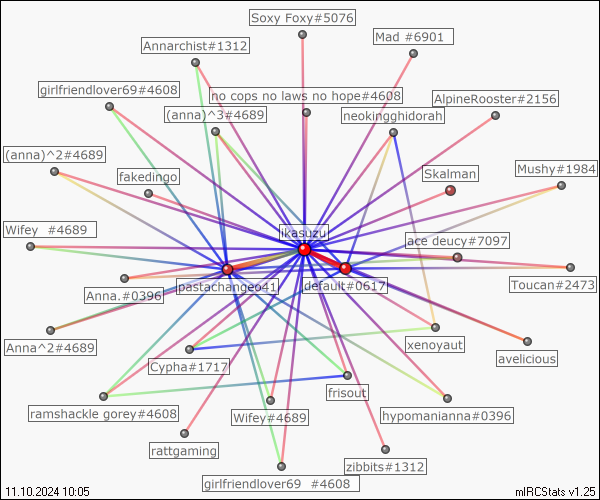 Soxy Foxy#5076
Mad #6901
Annarchist#1312
girlfriendlover69#4608
no cops no laws no hope#4608
AlpineRooster#2156
(anna)^3#4689
neokingghidorah
(anna)^2#4689
fakedingo
Skalman
Mushy#1984
Wifey #4689
ikasuzu
ace deucy#7097
Anna.#0396
pastachangeo41
default#0617
Toucan#2473
Anna^2#4689
Cypha#1717
xenoyaut
avelicious
ramshackle gorey#4608
Wifey#4689
frisout
hypomanianna#0396
rattgaming
zibbits#1312
girlfriendlover69 #4608
11.10.2024 10:05
mIRCStats v1.25